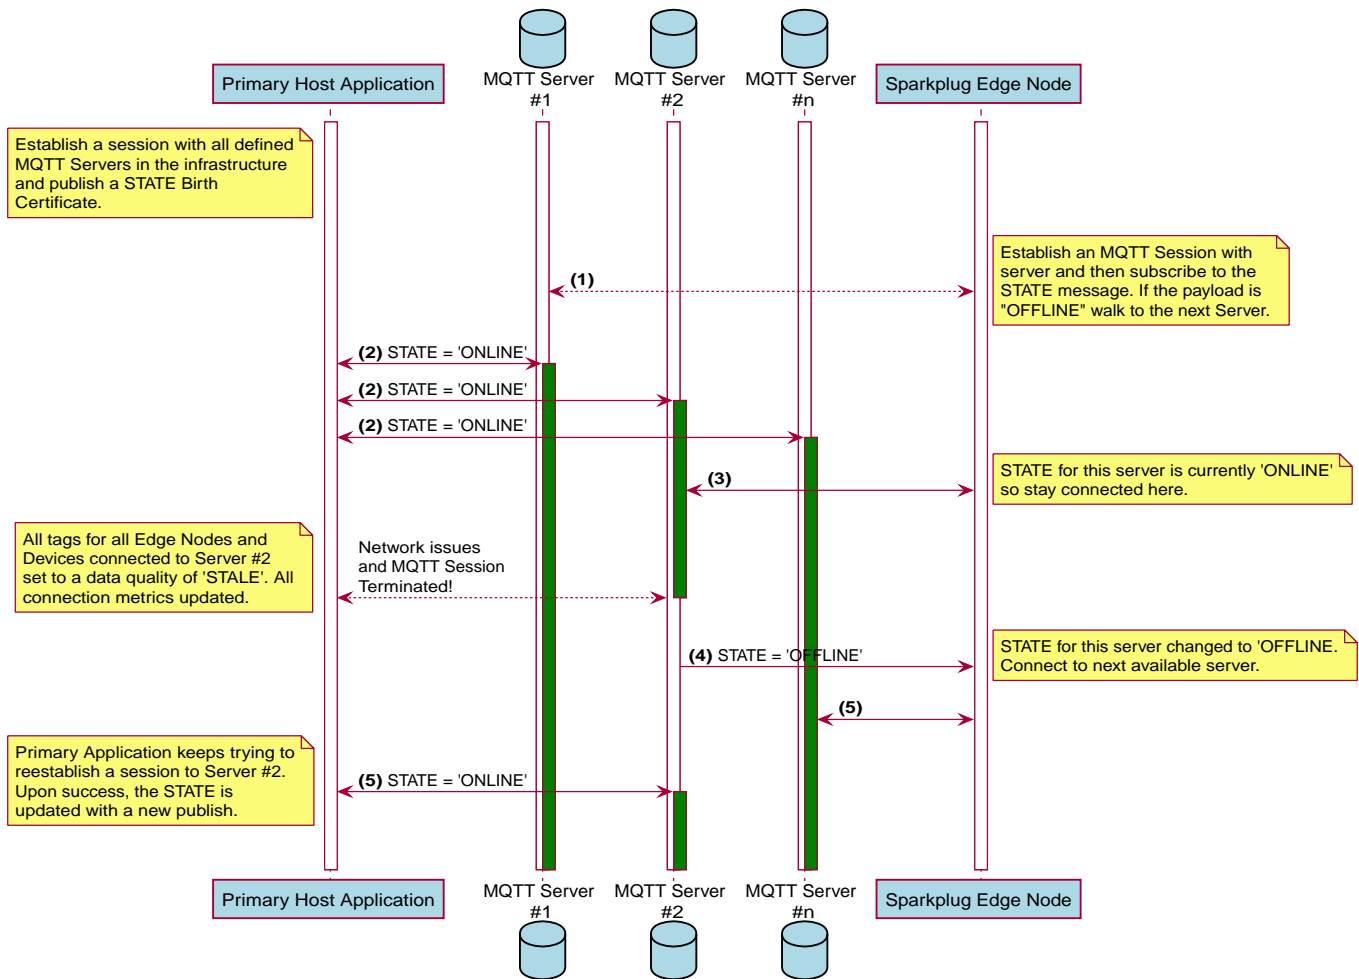 Primary Host Application
MQTT Server
#1
MQTT Server
#2
MQTT Server
#n
Sparkplug Edge Node
Establish a session with all defined
MQTT Servers in the infrastructure
and publish a STATE Birth
Certificate.
Establish an MQTT Session with
server and then subscribe to the
STATE message. If the payload is
"OFFLINE" walk to the next Server.
(1)
(2) STATE = 'ONLINE'
(2) STATE = 'ONLINE'
(2) STATE = 'ONLINE'
(3)
STATE for this server is currently 'ONLINE'
so stay connected here.
All tags for all Edge Nodes and
Devices connected to Server #2
set to a data quality of 'STALE'. All
connection metrics updated.
Network issues
and MQTT Session
Terminated!
(4) STATE = 'OFFLINE'
STATE for this server changed to 'OFFLINE.
Connect to next available server.
(5)
Primary Application keeps trying to
reestablish a session to Server #2.
Upon success, the STATE is
updated with a new publish.
(5) STATE = 'ONLINE'
Primary Host Application
MQTT Server
#1
MQTT Server
#2
MQTT Server
#n
Sparkplug Edge Node